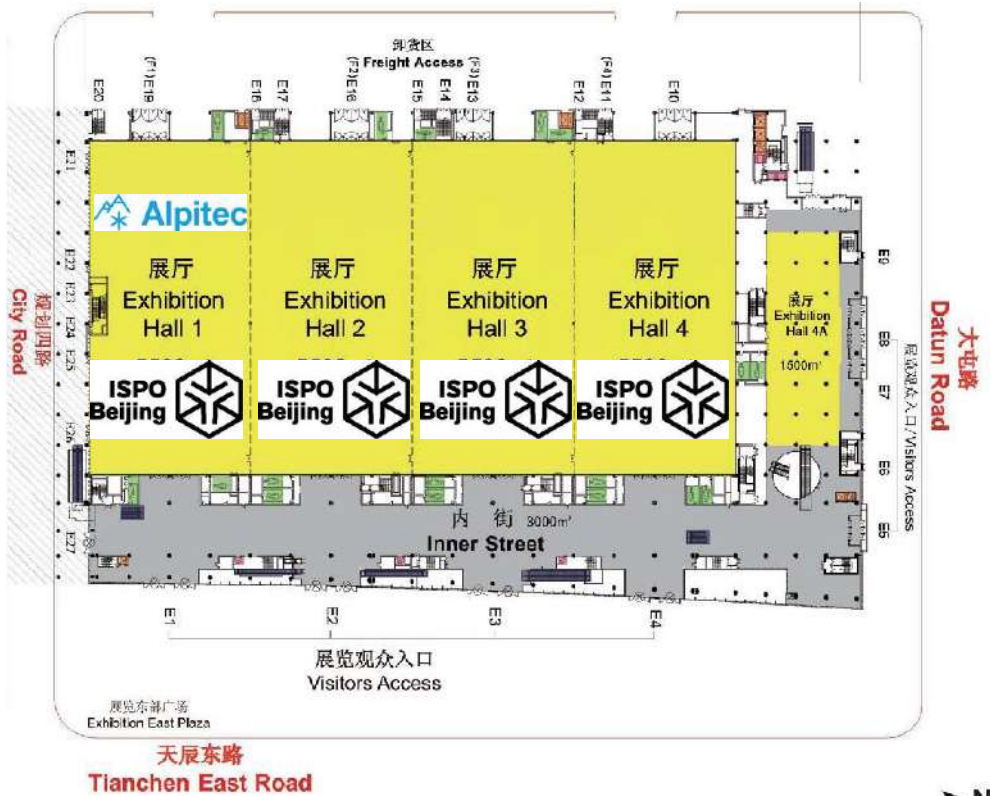 卸货区
Freight Access
E20
(F1)E19
E18
E17
(F2)E16
E15
E14
(F3)E13
E12
(F4)E11
E10
E21
E22
E23
E24
E25
E26
E27
规划四路
City Road
Alpitec
展厅
Exhibition
Hall 1
展厅
Exhibition
Hall 2
展厅
Exhibition
Hall 3
展厅
Exhibition
Hall 4
展厅
Exhibition
Hall 4A
1500m²
ISPO
Beijing
ISPO
Beijing
ISPO
Beijing
ISPO
Beijing
E9
E8
E7
E6
E5
展览观众入口/Visitors Access
大屯路
Datun Road
内 街 3000m²
Inner Street
E1
E2
E3
E4
展览观众入口
Visitors Access
展览东部广场
Exhibition East Plaza
天辰东路
Tianchen East Road
N